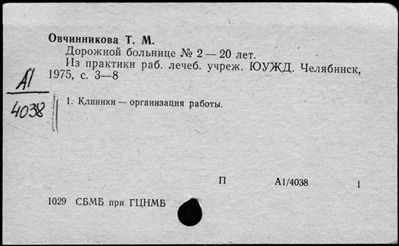 Овчинникова Т. М.
Дорожной больнице № 2 — 20 лет.
Из практики раб. лечеб. учреж. ЮУЖД. Челябинск,
1975, с. 3—8
А1
4038
1. Клиники — организация работы.
П А1/4038 1
1029 СБМБ при ГЦНМБ